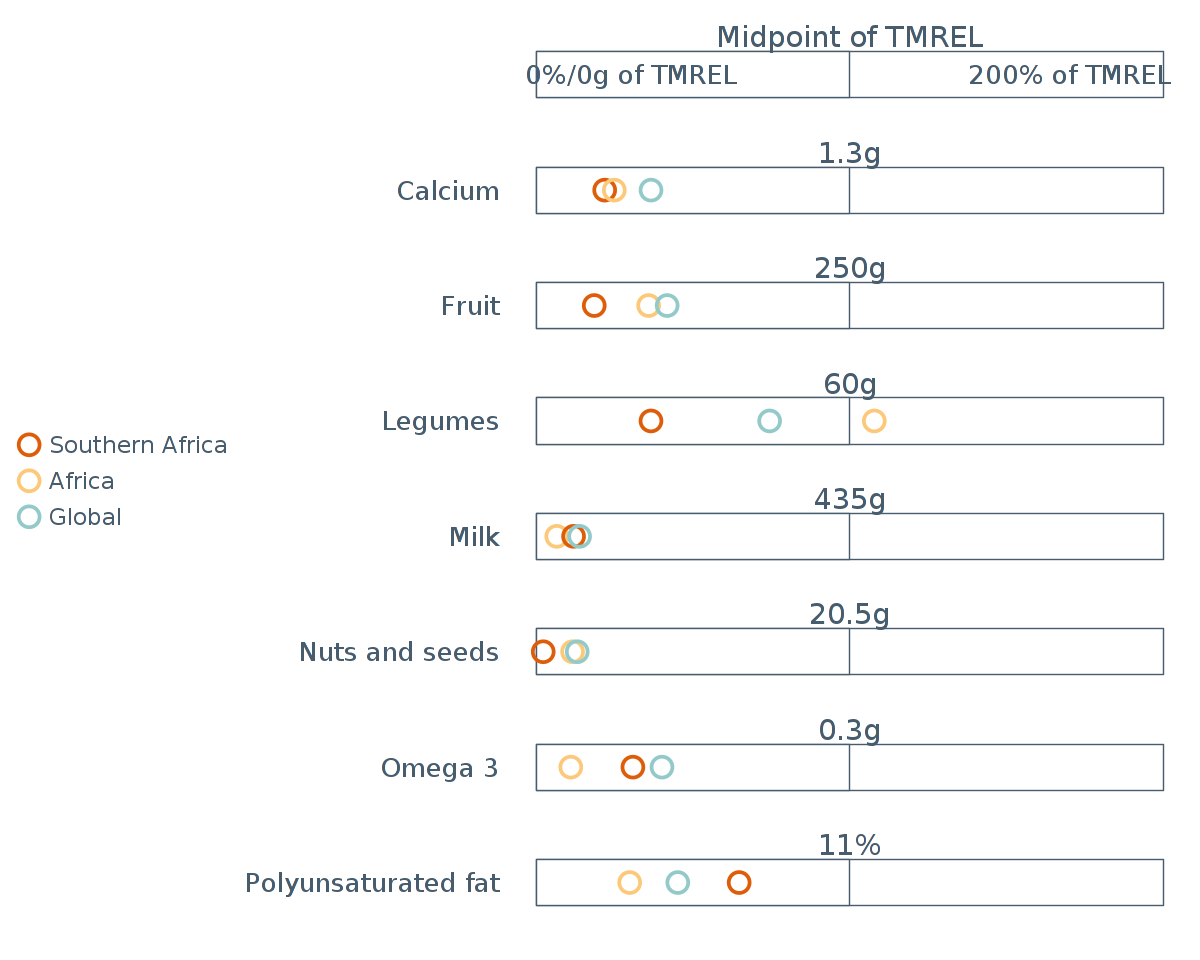 Midpoint of TMREL
0%/0g of TMREL
200% of TMREL
1.3g
Calcium
250g
Fruit
60g
Legumes
Southern Africa
Africa
Global
435g
Milk
20.5g
Nuts and seeds
0.3g
Omega 3
11%
Polyunsaturated fat